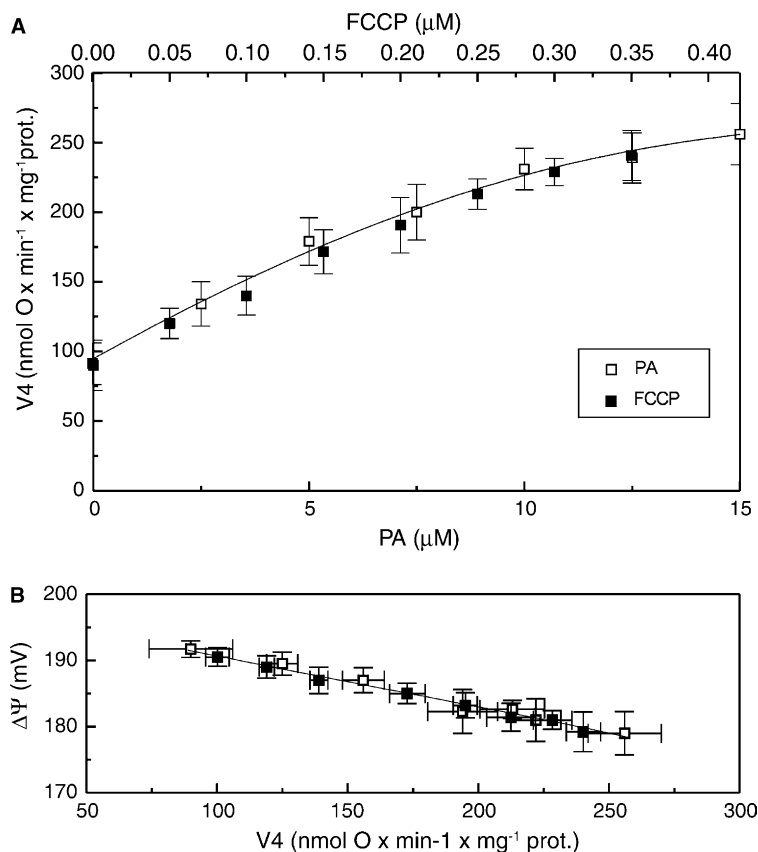 A
FCCP (μM)
0.00 0.05 0.10 0.15 0.20 0.25 0.30 0.35 0.40
300
250
200
150
100
50
0
V4 (nmol O x min⁻¹ x mg⁻¹prot.)
PA
FCCP
0 5 10 15
PA (μM)
B
200
190
180
170
ΔΨ (mV)
50 100 150 200 250 300
V4 (nmol O x min-1 x mg⁻¹ prot.)